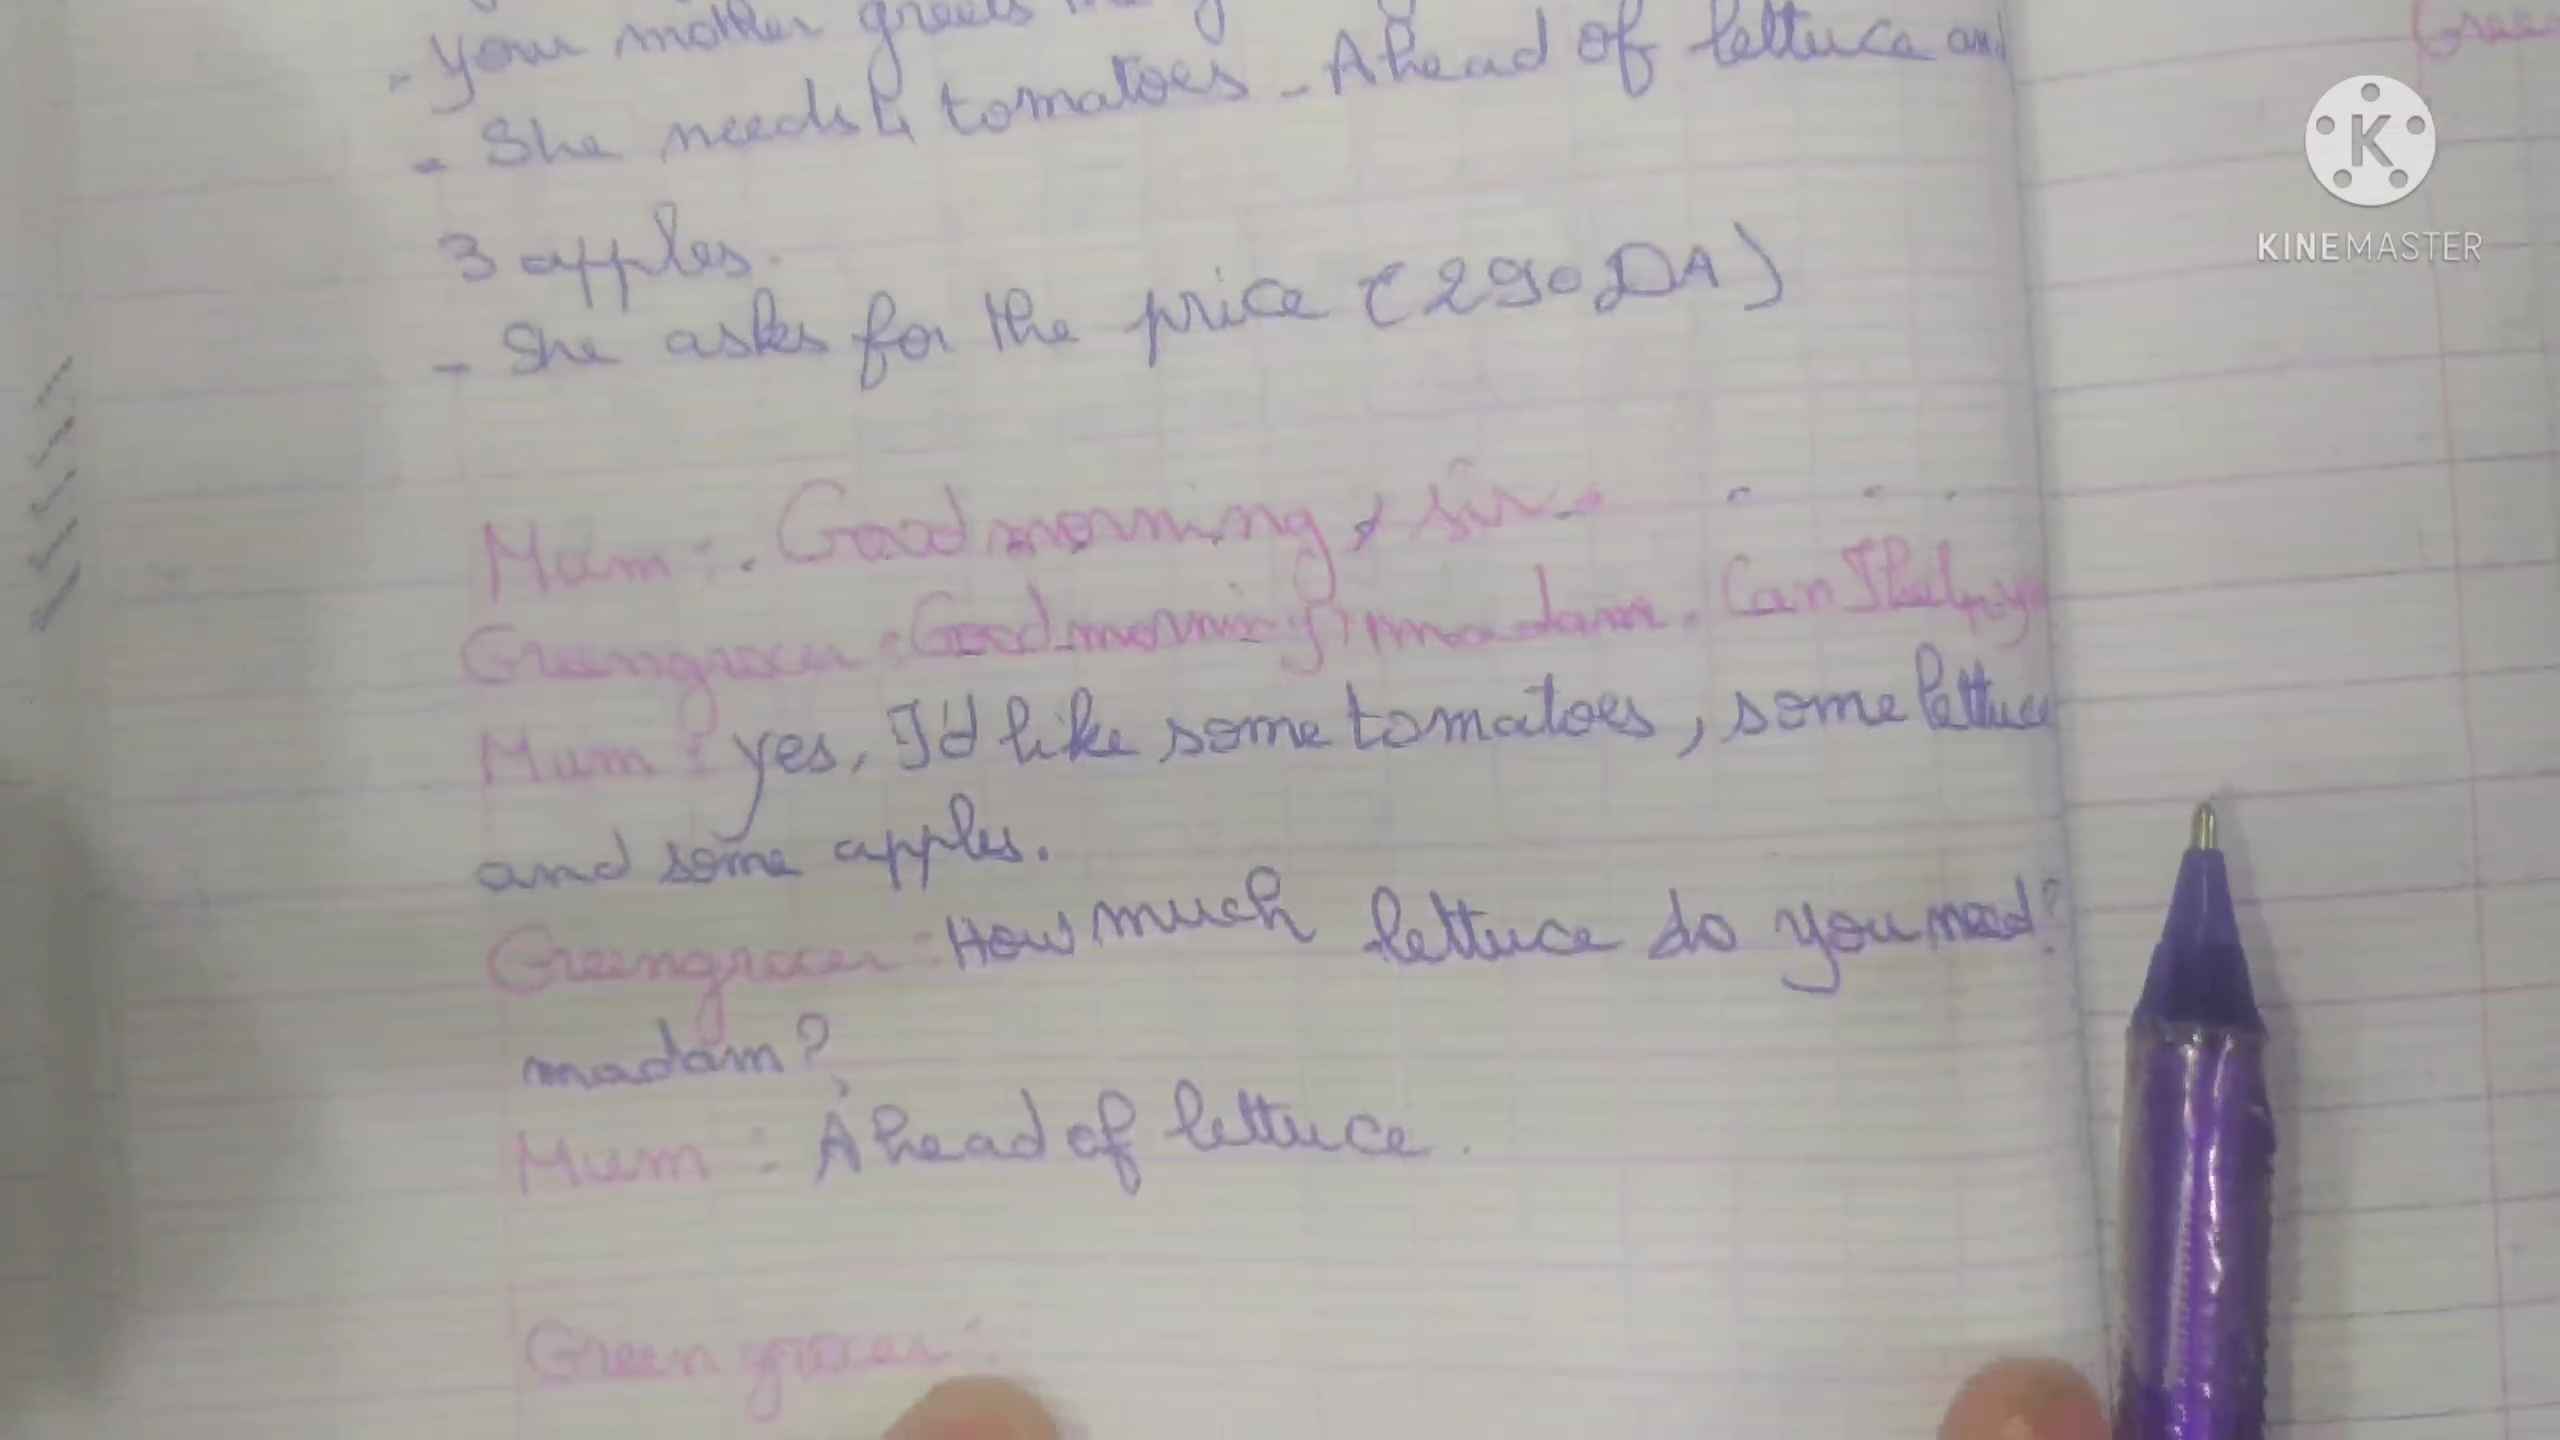 - your mother greets
- She needs 4 tomatoes - A head of lettuce and
3 apples.
- She asks for the price (290 DA)
Mum : Good morning, sir.
Greengrocer : Good morning, madam. Can I help you
Mum : yes, I'd like some tomatoes, some lettuce
and some apples.
Greengrocer : How much lettuce do you need?
madam?
Mum : A head of lettuce.
Greengrocer :
K
KINEMASTER